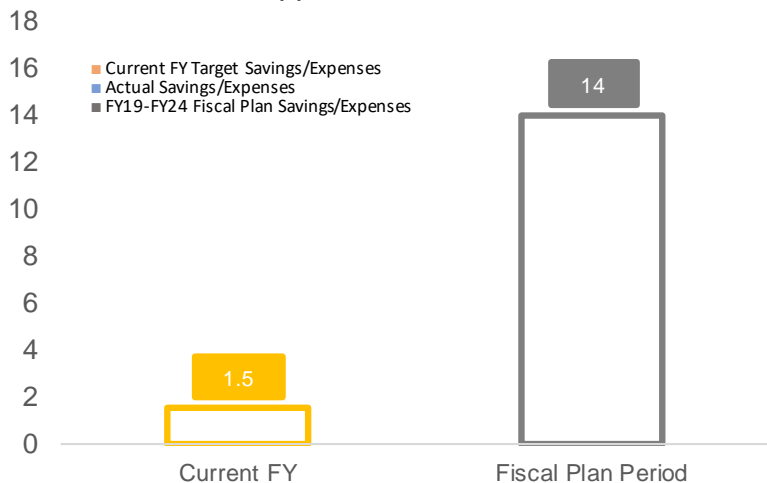 18
16
14
12
10
8
6
4
2
0
Current FY Target Savings/Expenses
Actual Savings/Expenses
FY19-FY24 Fiscal Plan Savings/Expenses
14
1.5
Current FY
Fiscal Plan Period